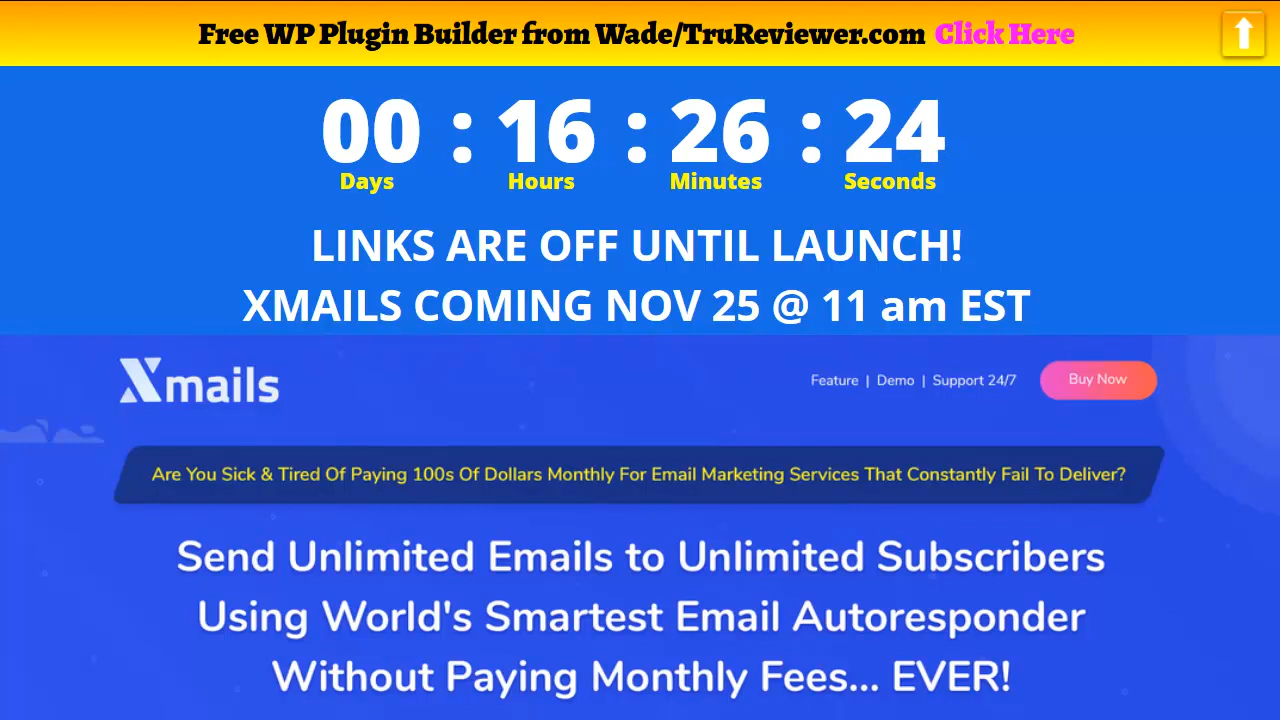 Free WP Plugin Builder from Wade/TruReviewer.com Click Here
00 : 16 : 26 : 24
Days Hours Minutes Seconds
LINKS ARE OFF UNTIL LAUNCH!
XMAILS COMING NOV 25 @ 11 am EST
Xmails
Feature | Demo | Support 24/7
Buy Now
Are You Sick & Tired Of Paying 100s Of Dollars Monthly For Email Marketing Services That Constantly Fail To Deliver?
Send Unlimited Emails to Unlimited Subscribers
Using World's Smartest Email Autoresponder
Without Paying Monthly Fees... EVER!